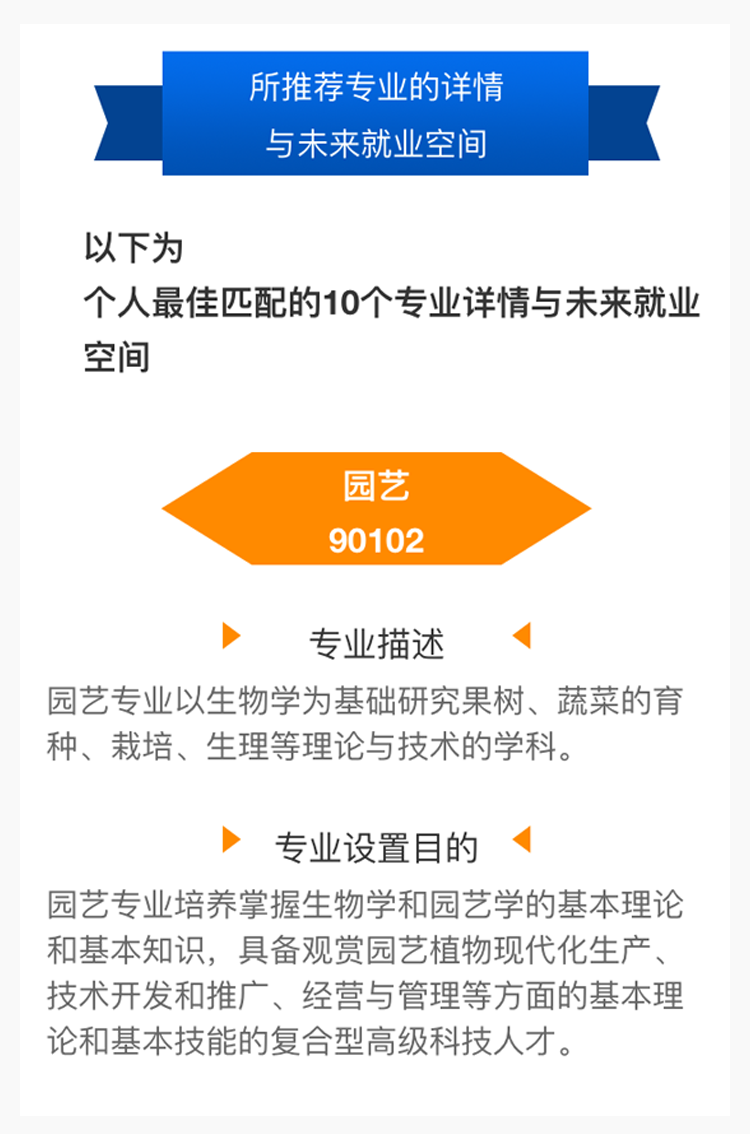 所推荐专业的详情
与未来就业空间
以下为
个人最佳匹配的10个专业详情与未来就业
空间
园艺
90102
专业描述
园艺专业以生物学为基础研究果树、蔬菜的育
种、栽培、生理等理论与技术的学科。
专业设置目的
园艺专业培养掌握生物学和园艺学的基本理论
和基本知识，具备观赏园艺植物现代化生产、
技术开发和推广、经营与管理等方面的基本理
论和基本技能的复合型高级科技人才。